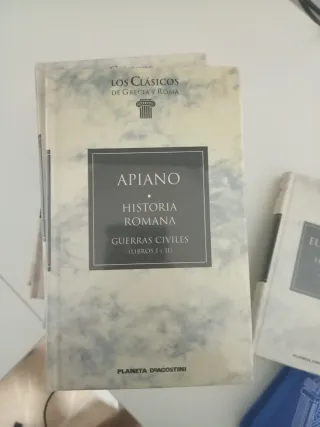 LOS CLÁSICOS
DE GRECIA Y ROMA
APIANO
HISTORIA
ROMANA
GUERRAS CIVILES
(LIBROS I Y II)
PLANETA DEAGOSTINI